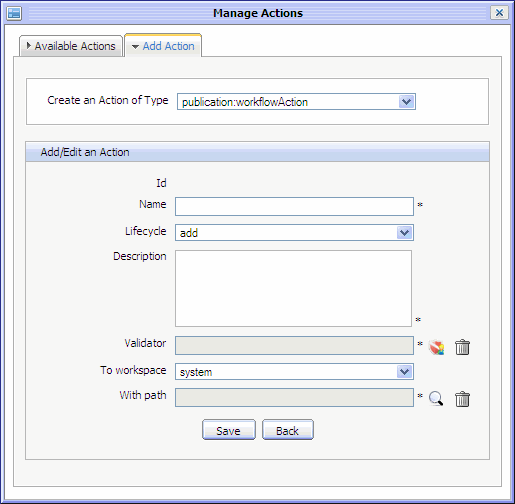 Manage Actions
Available Actions Add Action
Create an Action of Type publication:workflowAction
Add/Edit an Action
Id
Name *
Lifecycle add
Description
*
Validator *
To workspace system
With path *
Save Back